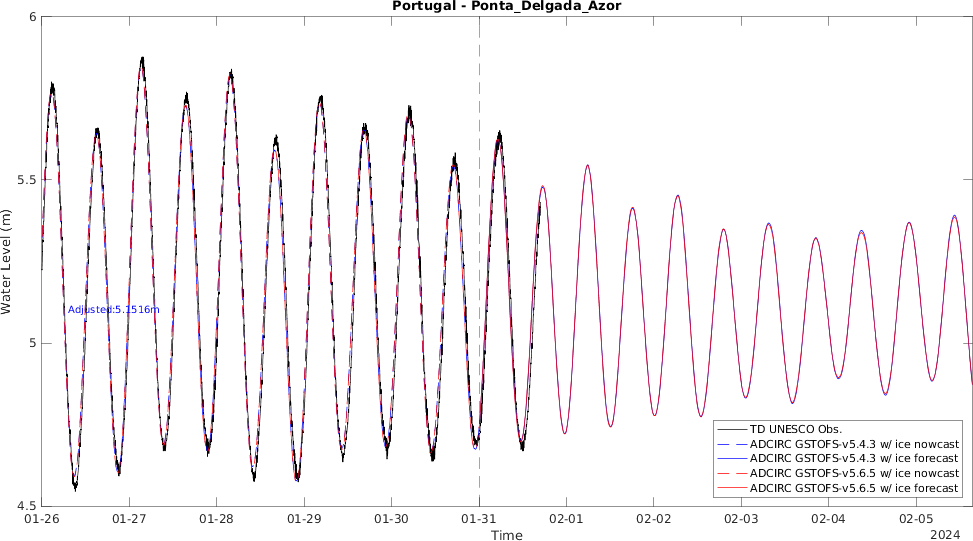 Portugal - Ponta_Delgada_Azor
6
5.5
5
4.5
Water Level (m)
Adjusted:5.1516m
TD UNESCO Obs.
ADCIRC GSTOFS-v5.4.3 w/ ice nowcast
ADCIRC GSTOFS-v5.4.3 w/ ice forecast
ADCIRC GSTOFS-v5.6.5 w/ ice nowcast
ADCIRC GSTOFS-v5.6.5 w/ ice forecast
01-26 01-27 01-28 01-29 01-30 01-31 02-01 02-02 02-03 02-04 02-05
Time
2024